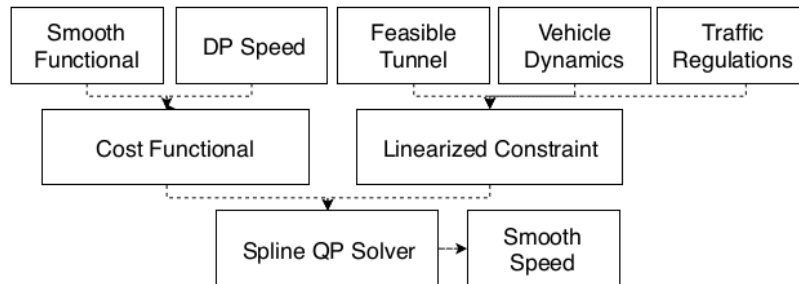 Smooth
Functional
DP Speed
Feasible
Tunnel
Vehicle
Dynamics
Traffic
Regulations
Cost Functional
Linearized Constraint
Spline QP Solver
Smooth
Speed